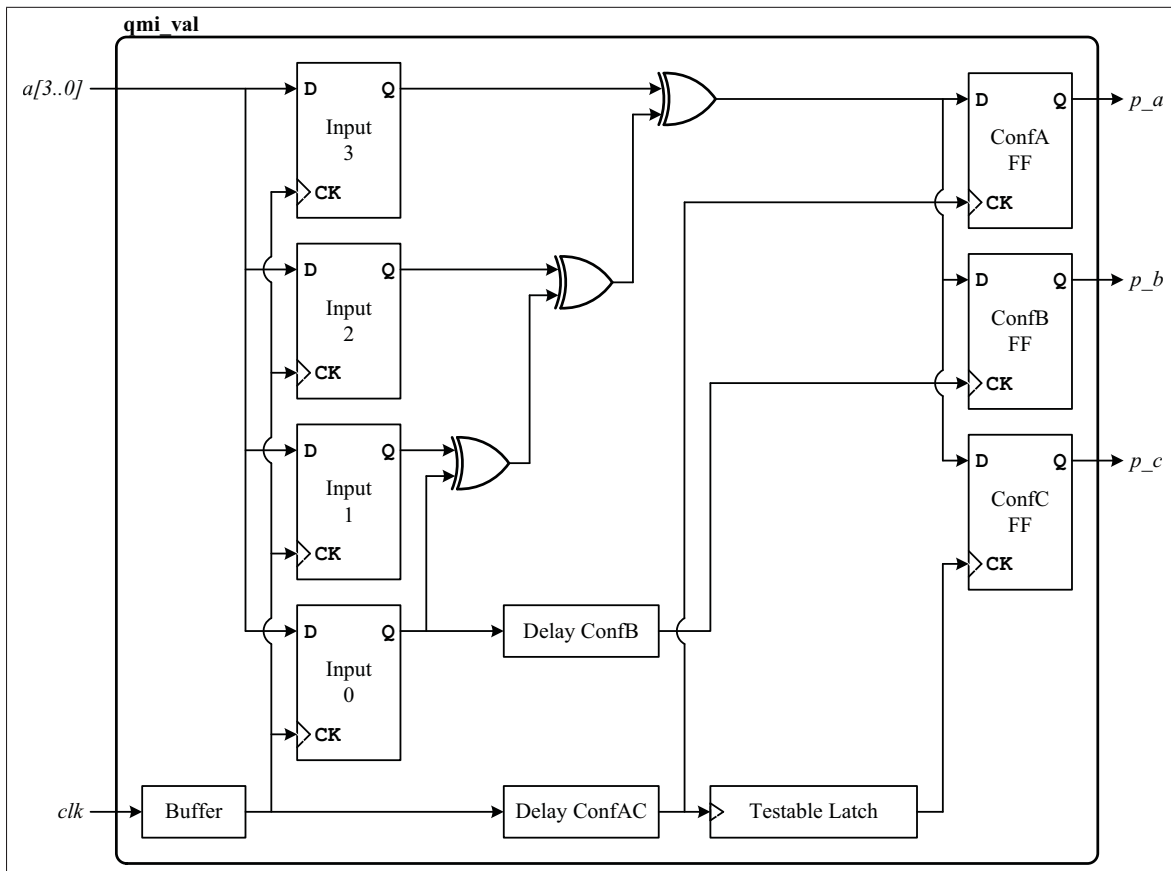 qmi_val
a[3..0]
D Q
Input
3
CK
D Q
ConfA
FF
CK
p_a
D Q
Input
2
CK
D Q
ConfB
FF
CK
p_b
D Q
Input
1
CK
D Q
ConfC
FF
CK
p_c
D Q
Input
0
CK
Delay ConfB
clk
Buffer
Delay ConfAC
Testable Latch